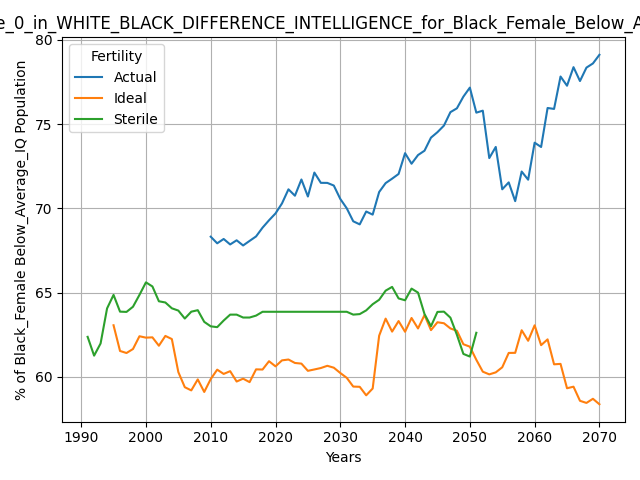 e_0_in_WHITE_BLACK_DIFFERENCE_INTELLIGENCE_for_Black_Female_Below_A
% of Black_Female Below_Average_IQ Population
80
75
70
65
60
Fertility
Actual
Ideal
Sterile
1990 2000 2010 2020 2030 2040 2050 2060 2070
Years